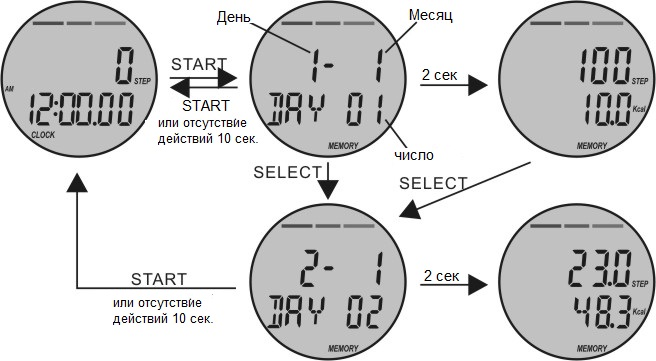 День
Месяц
0 STEP
AM
12:00.00
CLOCK
START
START
или отсутствие
действий 10 сек.
1- 1
DAY 01
MEMORY
число
2 сек
100 STEP
10.0 Kcal
MEMORY
SELECT
SELECT
START
или отсутствие
действий 10 сек.
2- 1
DAY 02
MEMORY
2 сек
23.0 STEP
48.3 Kcal
MEMORY